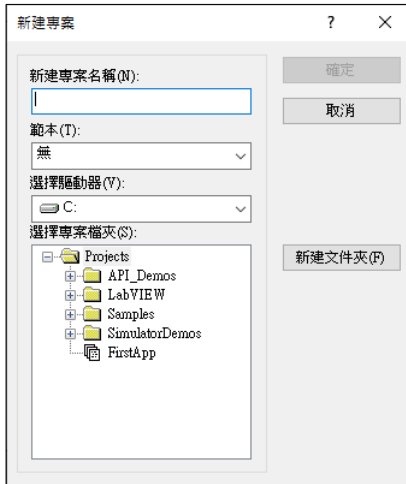 新建專案
?
新建專案名稱(N):
確定
取消
範本(T):
無
選擇驅動器(V):
C:
選擇專案檔夾(S):
Projects
新建文件夾(F)
API_Demos
LabVIEW
Samples
SimulatorDemos
FirstApp